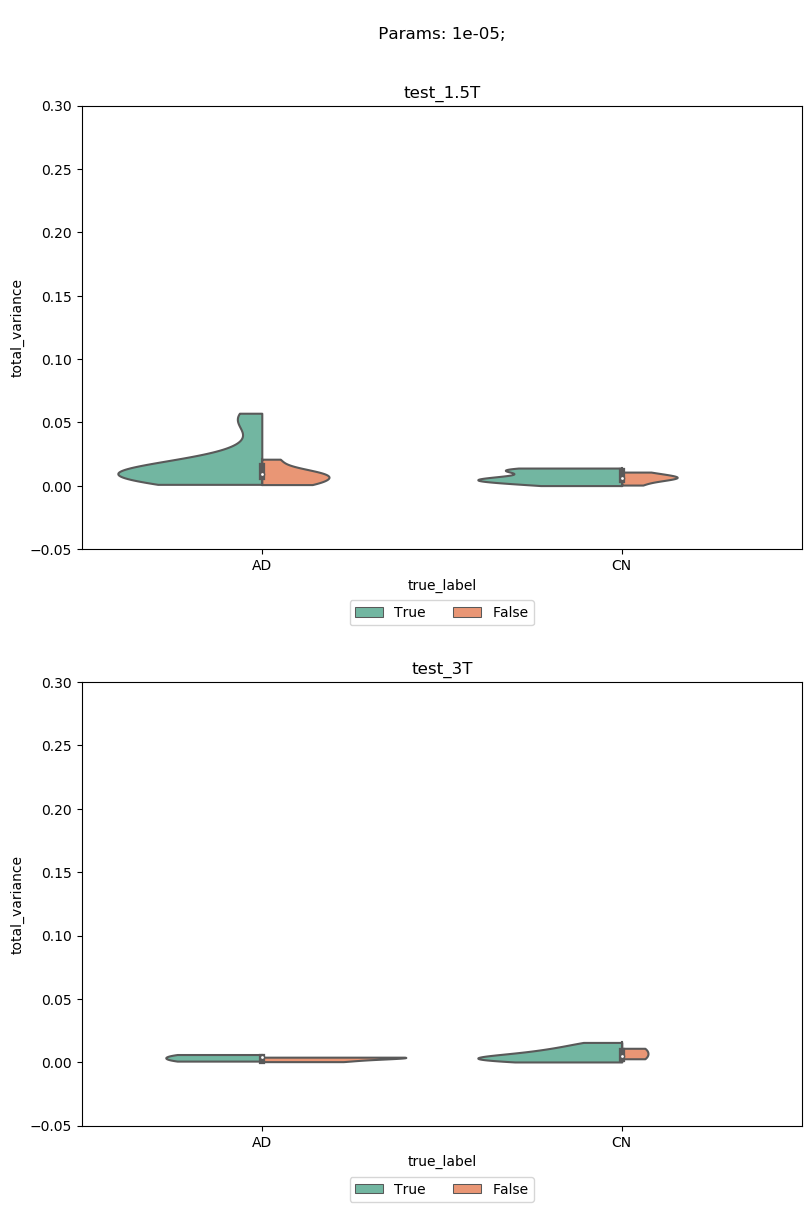 Params: 1e-05;
test_1.5T
0.30
0.25
0.20
0.15
0.10
0.05
0.00
−0.05
total_variance
AD CN
true_label
True False
test_3T
0.30
0.25
0.20
0.15
0.10
0.05
0.00
−0.05
total_variance
AD CN
true_label
True False